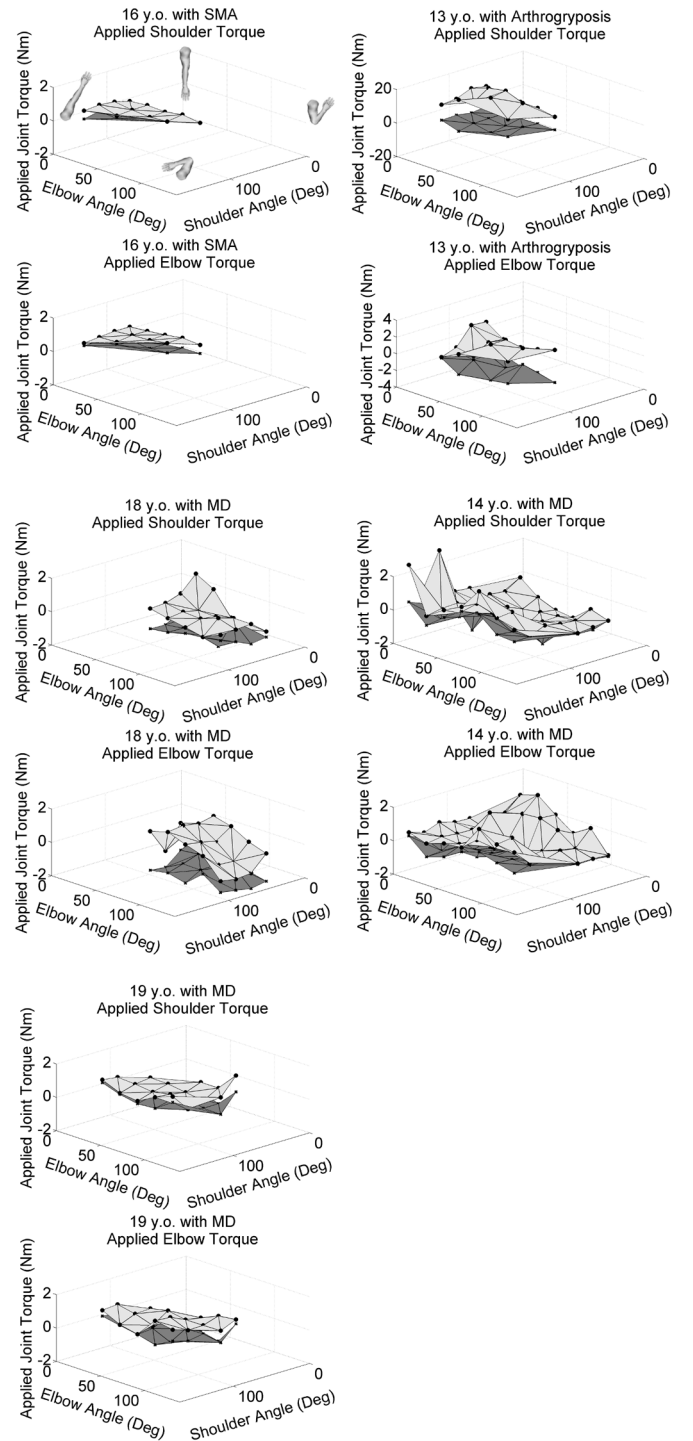 16 y.o. with SMA
Applied Shoulder Torque
Applied Joint Torque (Nm)
2
0
-2
0
50
100
Elbow Angle (Deg)
100
0
Shoulder Angle (Deg)
13 y.o. with Arthrogryposis
Applied Shoulder Torque
Applied Joint Torque (Nm)
20
0
-20
0
50
100
Elbow Angle (Deg)
100
0
Shoulder Angle (Deg)
16 y.o. with SMA
Applied Elbow Torque
Applied Joint Torque (Nm)
2
0
-2
0
50
100
Elbow Angle (Deg)
100
0
Shoulder Angle (Deg)
13 y.o. with Arthrogryposis
Applied Elbow Torque
Applied Joint Torque (Nm)
4
2
0
-2
-4
0
50
100
Elbow Angle (Deg)
100
0
Shoulder Angle (Deg)
18 y.o. with MD
Applied Shoulder Torque
Applied Joint Torque (Nm)
2
0
-2
0
50
100
Elbow Angle (Deg)
100
0
Shoulder Angle (Deg)
14 y.o. with MD
Applied Shoulder Torque
Applied Joint Torque (Nm)
2
0
-2
0
50
100
Elbow Angle (Deg)
100
0
Shoulder Angle (Deg)
18 y.o. with MD
Applied Elbow Torque
Applied Joint Torque (Nm)
2
0
-2
0
50
100
Elbow Angle (Deg)
100
0
Shoulder Angle (Deg)
14 y.o. with MD
Applied Elbow Torque
Applied Joint Torque (Nm)
2
0
-2
0
50
100
Elbow Angle (Deg)
100
0
Shoulder Angle (Deg)
19 y.o. with MD
Applied Shoulder Torque
Applied Joint Torque (Nm)
2
0
-2
0
50
100
Elbow Angle (Deg)
100
0
Shoulder Angle (Deg)
19 y.o. with MD
Applied Elbow Torque
Applied Joint Torque (Nm)
2
0
-2
0
50
100
Elbow Angle (Deg)
100
0
Shoulder Angle (Deg)